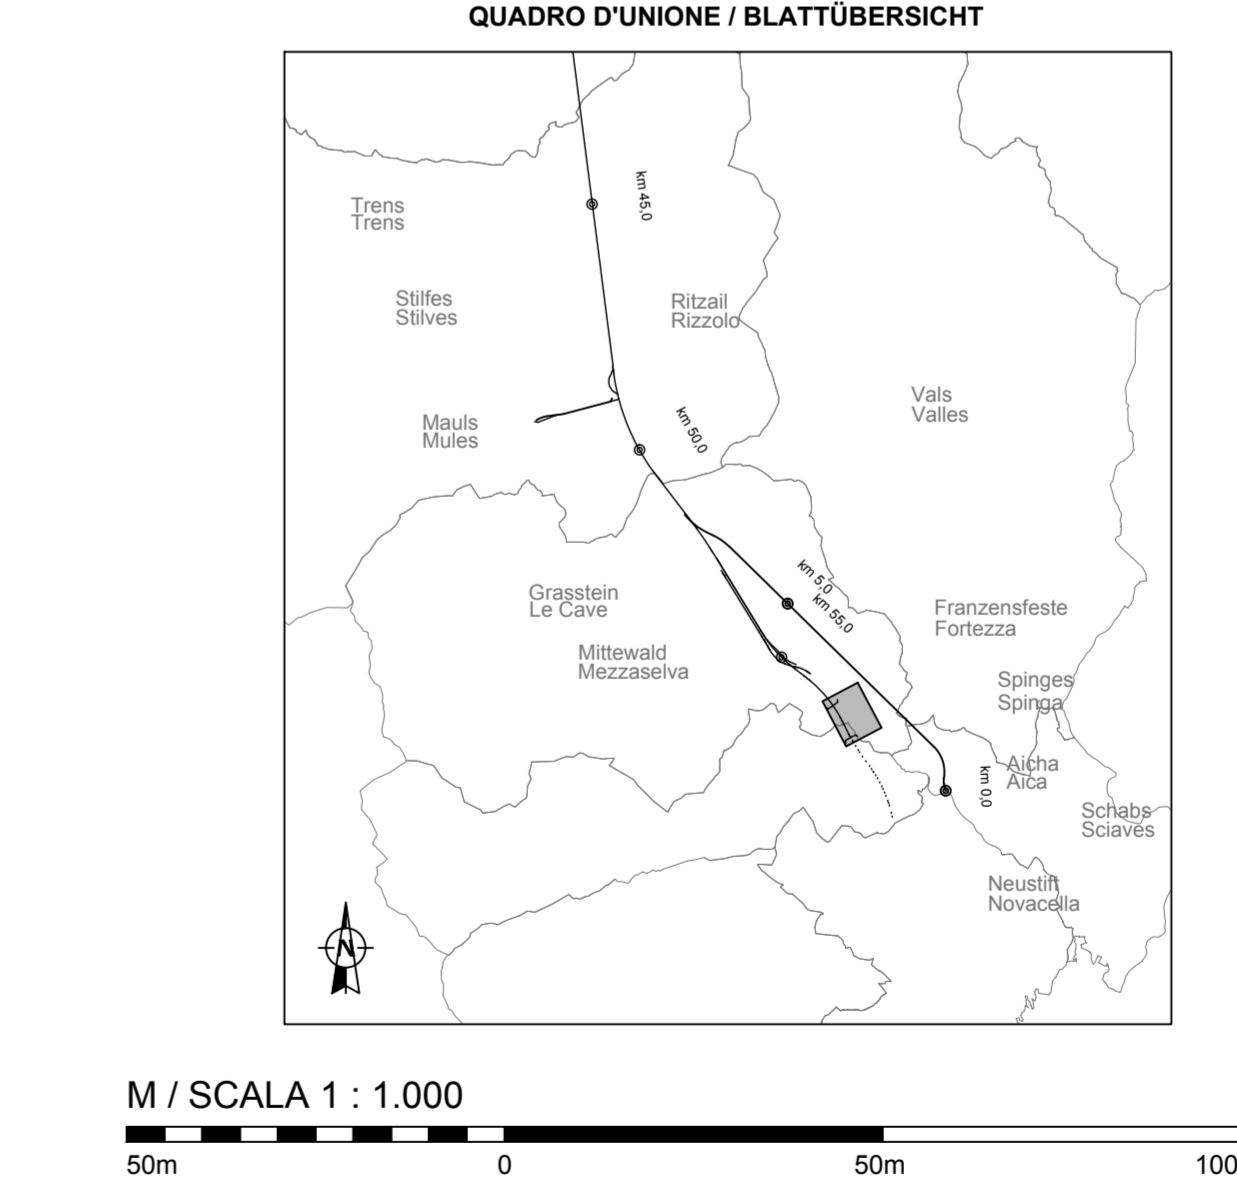 QUADRO D'UNIONE / BLATTÜBERSICHT
km 45,0
Trens
Trens
Stilfes
Stilves
Ritzail
Rizzolo
Vals
Valles
Mauls
Mules
km 50,0
km 5,0
km 55,0
Grasstein
Le Cave
Franzensfeste
Fortezza
Mittewald
Mezzaselva
Spinges
Spinga
Aicha
Aica
km 0,0
Schabs
Sciaves
Neustift
Novacella
N
M / SCALA 1 : 1.000
50m 0 50m 100